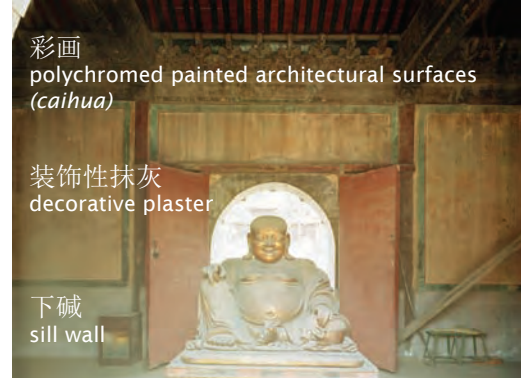 彩画
polychromed painted architectural surfaces
(caihua)
装饰性抹灰
decorative plaster
下碱
sill wall